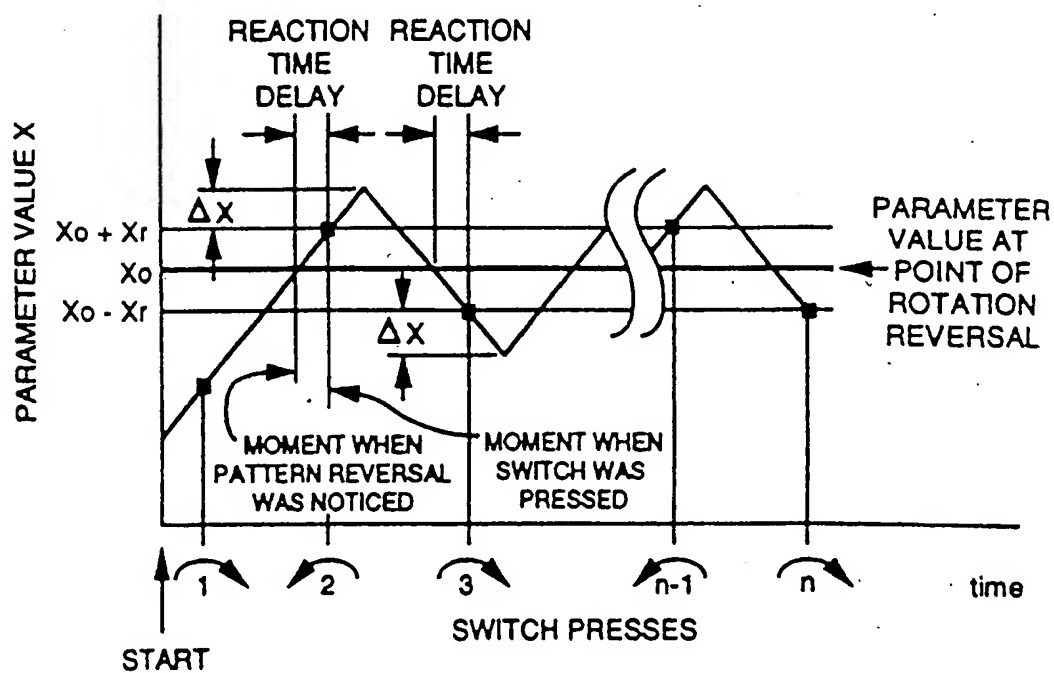 REACTION
TIME
DELAY
REACTION
TIME
DELAY
PARAMETER VALUE X
Δ X
Xo + Xr
Xo
Xo - Xr
Δ X
PARAMETER
VALUE AT
POINT OF
ROTATION
REVERSAL
MOMENT WHEN
PATTERN REVERSAL
WAS NOTICED
MOMENT WHEN
SWITCH WAS
PRESSED
1 2 3 n-1 n time
SWITCH PRESSES
START